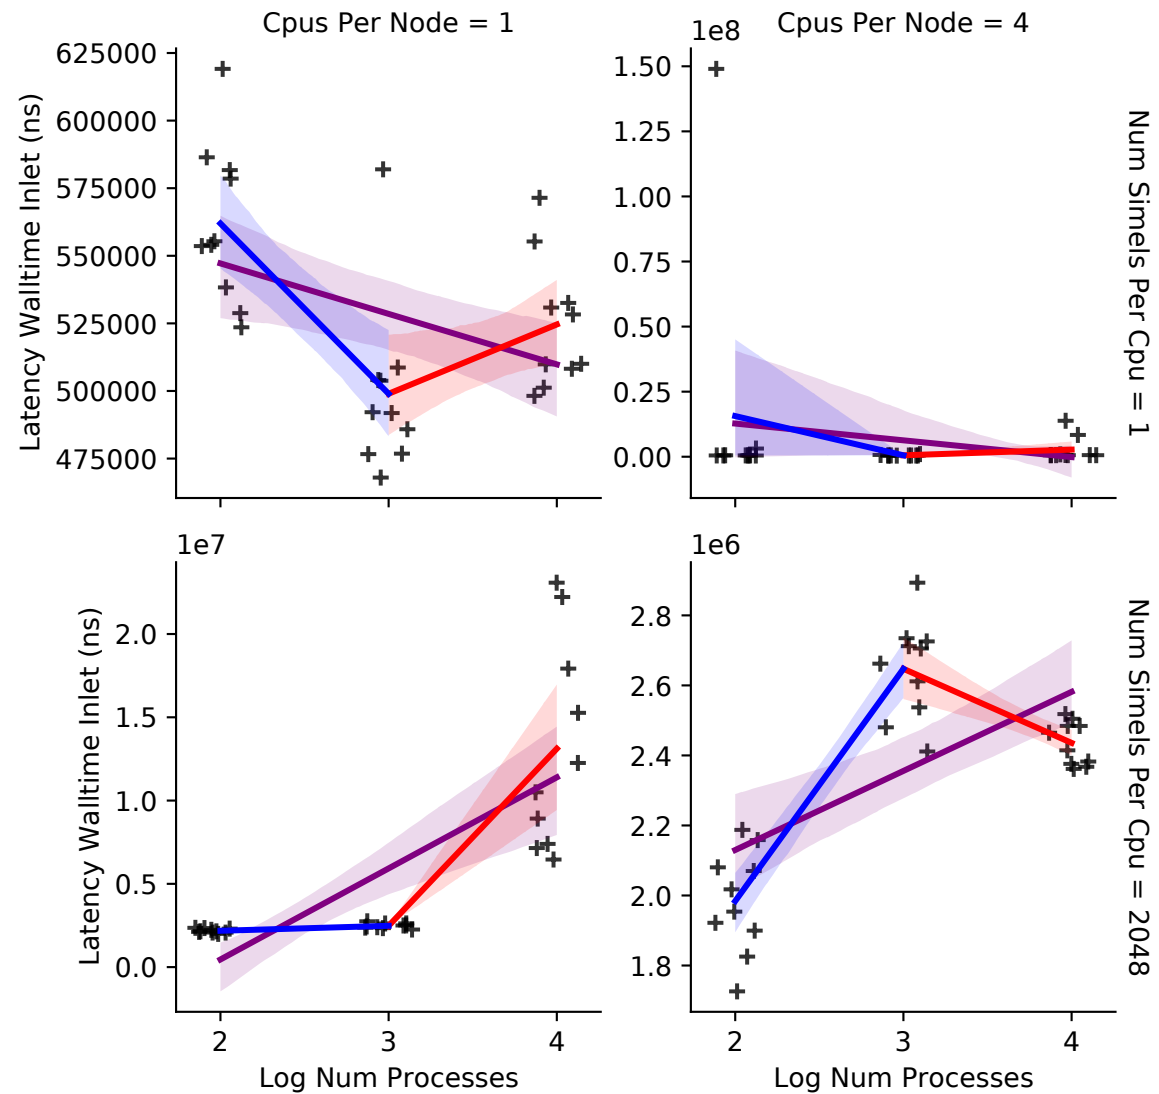 Cpus Per Node = 1
Cpus Per Node = 4
1e8
625000
600000
575000
550000
525000
500000
475000
Latency Walltime Inlet (ns)
1.50
1.25
1.00
0.75
0.50
0.25
0.00
Num Simels Per Cpu = 1
1e7
2.0
1.5
1.0
0.5
0.0
Latency Walltime Inlet (ns)
2
3
4
Log Num Processes
1e6
2.8
2.6
2.4
2.2
2.0
1.8
2
3
4
Log Num Processes
Num Simels Per Cpu = 2048